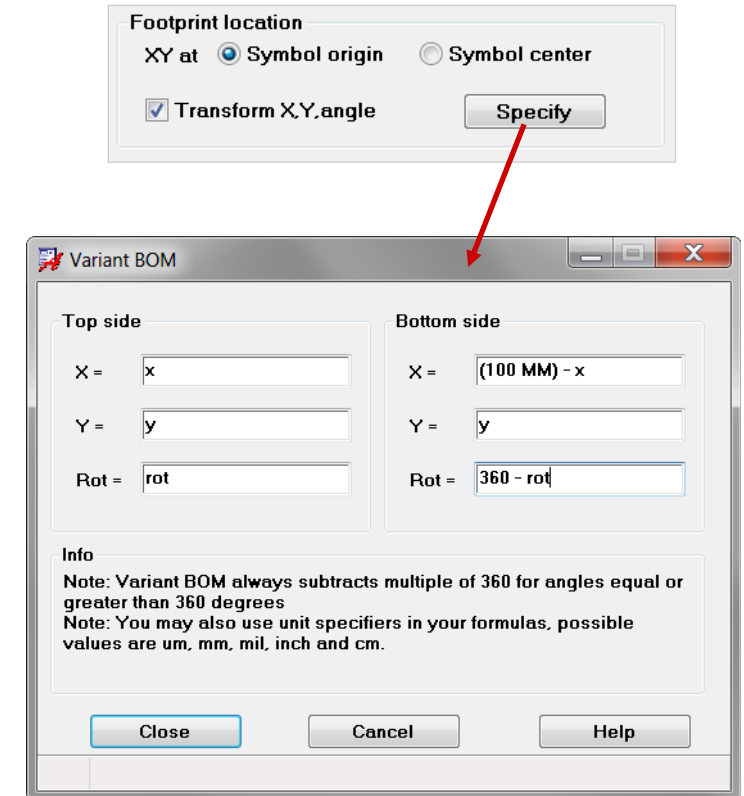 Footprint location
XY at Symbol origin Symbol center
Transform X,Y,angle Specify
Variant BOM
Top side Bottom side
X = x X = (100 MM) - x
Y = y Y = y
Rot = rot Rot = 360 - rot
Info
Note: Variant BOM always subtracts multiple of 360 for angles equal or
greater than 360 degrees
Note: You may also use unit specifiers in your formulas, possible
values are um, mm, mil, inch and cm.
Close Cancel Help